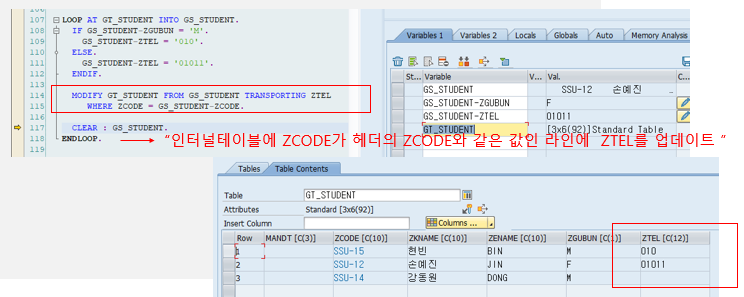 106
107 LOOP AT GT_STUDENT INTO GS_STUDENT.
108 IF GS_STUDENT-ZGUBUN = 'M'.
109 GS_STUDENT-ZTEL = '010'.
110 ELSE.
111 GS_STUDENT-ZTEL = '01011'.
112 ENDIF.
113
114 MODIFY GT_STUDENT FROM GS_STUDENT TRANSPORTING ZTEL
115 WHERE ZCODE = GS_STUDENT-ZCODE.
116
117 CLEAR : GS_STUDENT.
118 ENDLOOP.
119
Variables 1 Variables 2 Locals Globals Auto Memory Analysis
St... Variable V... Val. C...
GS_STUDENT SSU-12 손예진 ...
GS_STUDENT-ZGUBUN F
GS_STUDENT-ZTEL 01011
GT_STUDENT [3x6(92)]Standard Table
“인터널테이블에 ZCODE가 헤더의 ZCODE와 같은 값인 라인에 ZTEL를 업데이트 ”
Tables Table Contents
Table GT_STUDENT
Attributes Standard [3x6(92)]
Insert Column Columns ...
Row MANDT [C(3)] ZCODE [C(10)] ZKNAME [C(10)] ZENAME [C(10)] ZGUBUN [C(1)] ZTEL [C(12)]
1 SSU-15 현빈 BIN M 010
2 SSU-12 손예진 JIN F 01011
3 SSU-14 강동원 DONG M